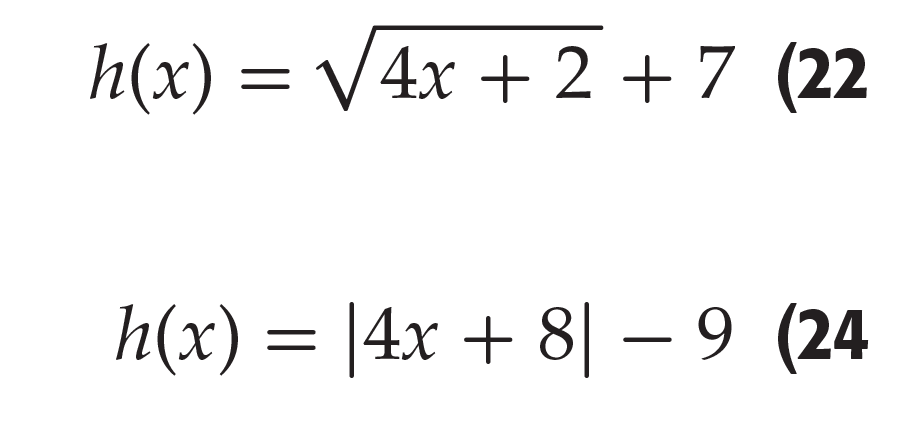 h(x) = √(4x + 2) + 7 (22
h(x) = |4x + 8| − 9 (24